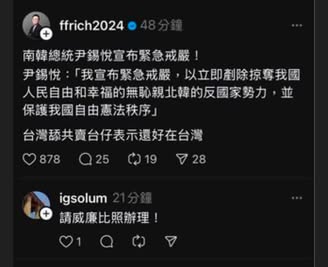 ffrich2024 48分鐘
南韓總統尹錫悅宣布緊急戒嚴！
尹錫悅：「我宣布緊急戒嚴，以立即剷除掠奪我國
人民自由和幸福的無恥親北韓的反國家勢力，並
保護我國自由憲法秩序」
台灣舔共賣台仔表示還好在台灣
878 25 19 28
igsolum 21分鐘
請威廉比照辦理！
1